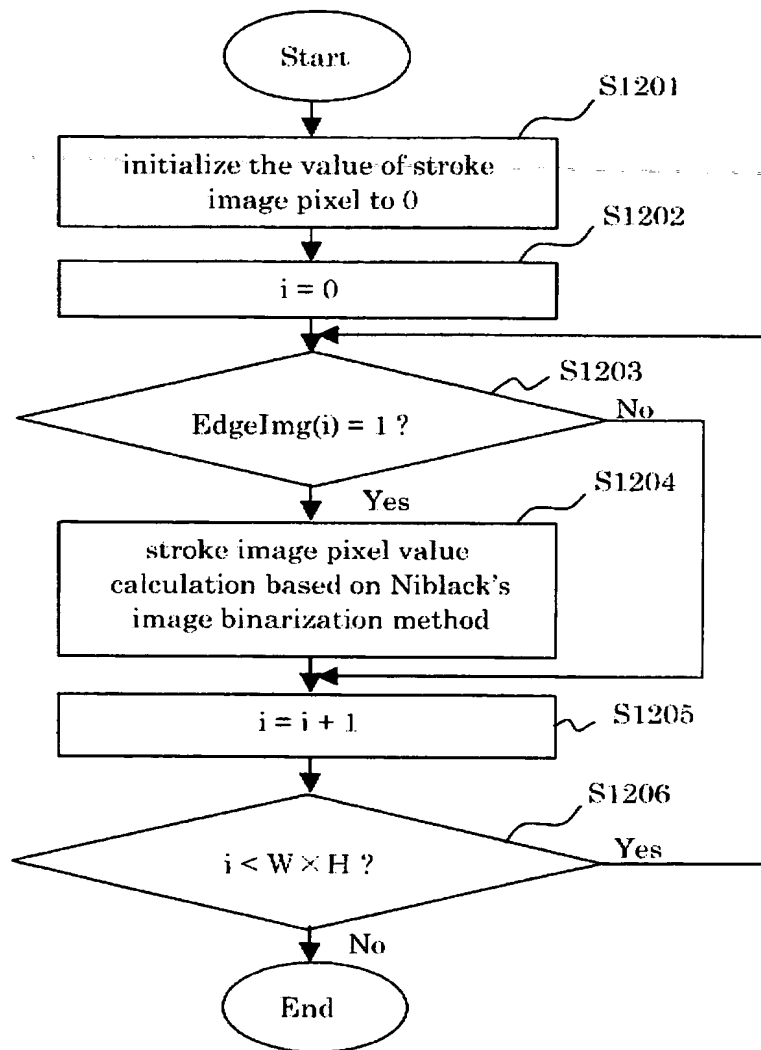 Start
S1201
initialize the value of stroke
image pixel to 0
S1202
i = 0
S1203
EdgeImg(i) = 1 ?
No
Yes
S1204
stroke image pixel value
calculation based on Niblack's
image binarization method
i = i + 1
S1205
S1206
i < W × H ?
Yes
No
End